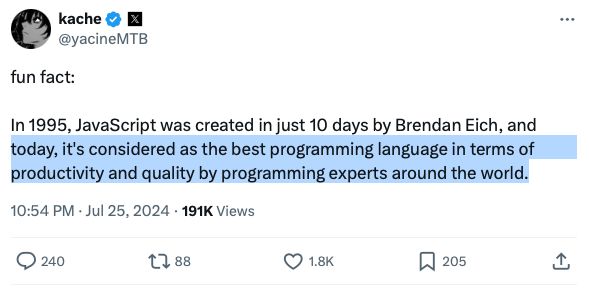 kache
@yacineMTB
fun fact:
In 1995, JavaScript was created in just 10 days by Brendan Eich, and
today, it's considered as the best programming language in terms of
productivity and quality by programming experts around the world.
10:54 PM · Jul 25, 2024 · 191K Views
240 88 1.8K 205